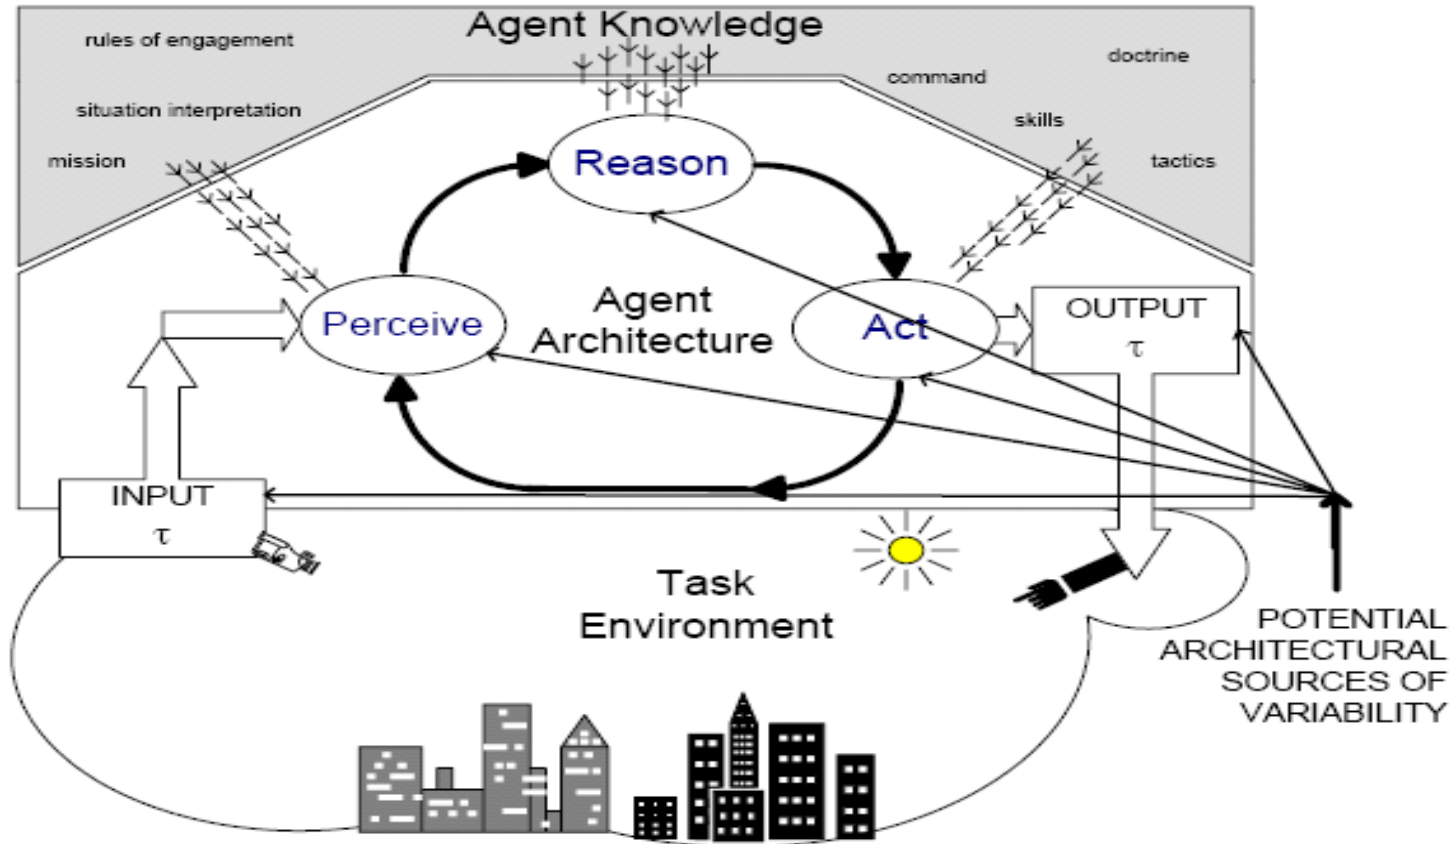 Agent Knowledge
rules of engagement
doctrine
command
situation interpretation
skills
mission
tactics
Reason
Agent
Architecture
Perceive
Act
OUTPUT
τ
INPUT
τ
Task
Environment
POTENTIAL
ARCHITECTURAL
SOURCES OF
VARIABILITY